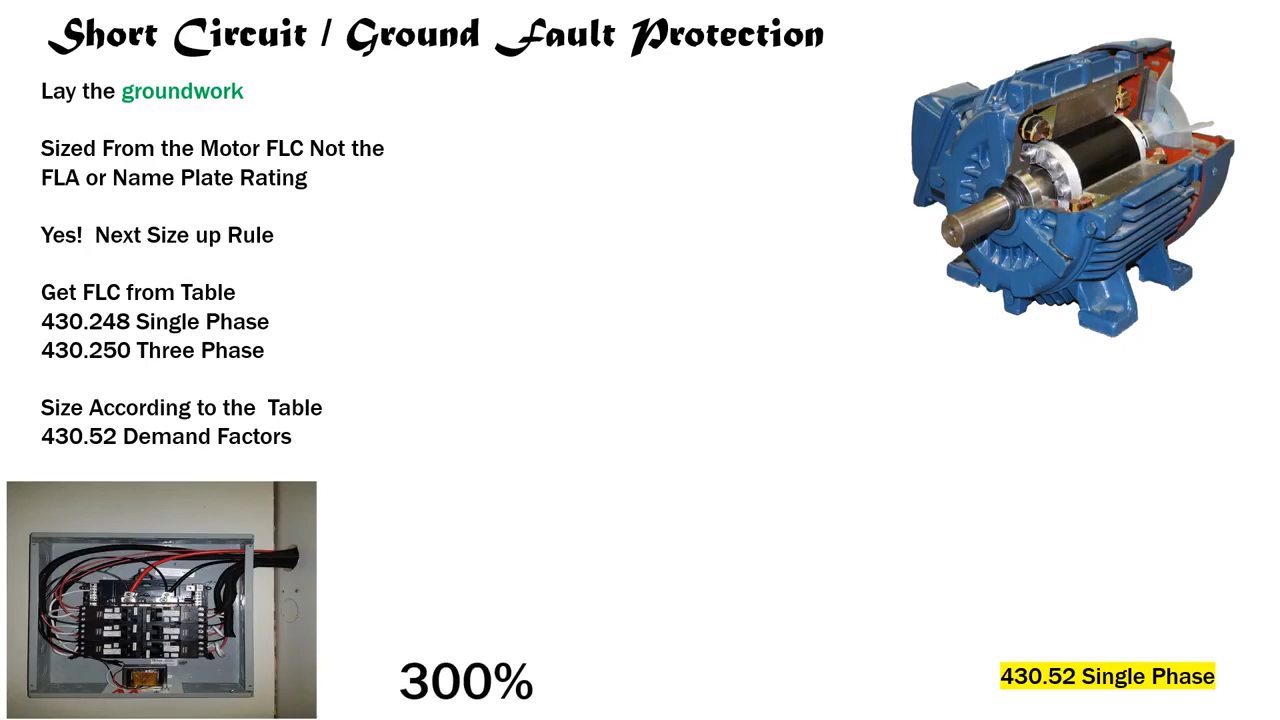 Short Circuit / Ground Fault Protection
Lay the groundwork
Sized From the Motor FLC Not the
FLA or Name Plate Rating
Yes!  Next Size up Rule
Get FLC from Table
430.248 Single Phase
430.250 Three Phase
Size According to the  Table
430.52 Demand Factors
300%
430.52 Single Phase